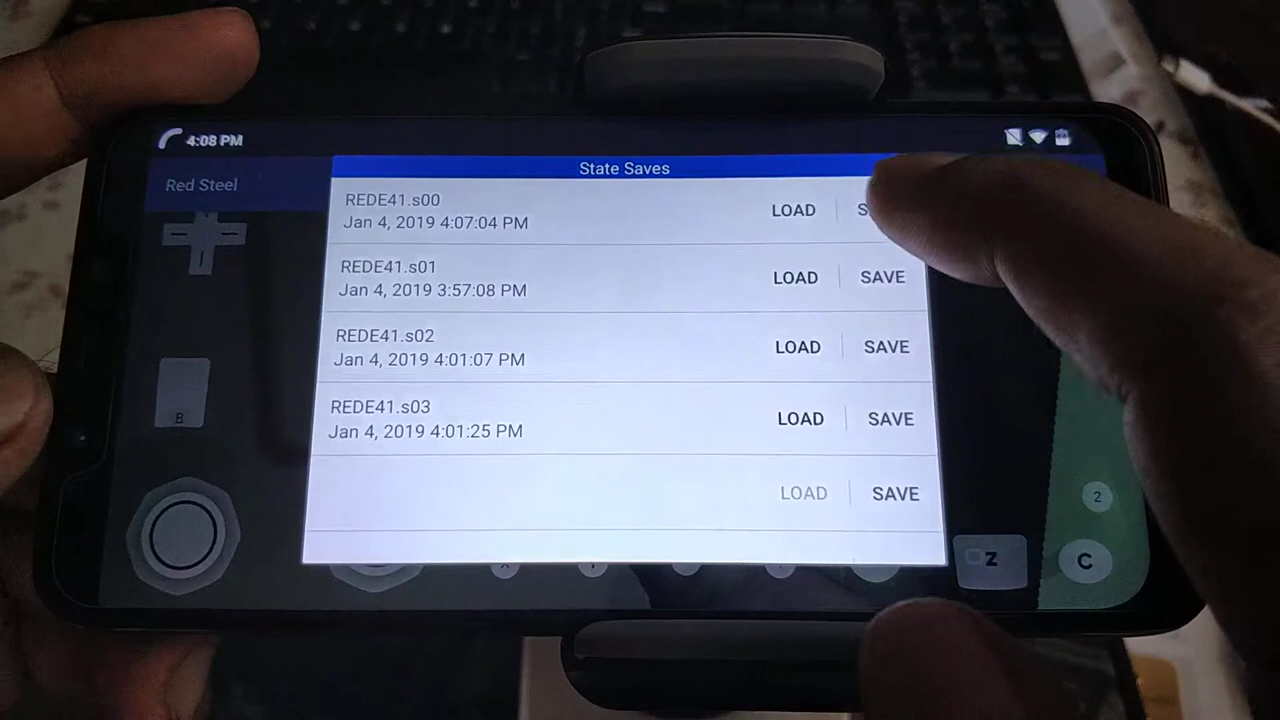 4:08 PM
Red Steel
State Saves
REDE41.s00
Jan 4, 2019 4:07:04 PM
LOAD
REDE41.s01
Jan 4, 2019 3:57:08 PM
LOAD
SAVE
REDE41.s02
Jan 4, 2019 4:01:07 PM
LOAD
SAVE
REDE41.s03
Jan 4, 2019 4:01:25 PM
LOAD
SAVE
LOAD
SAVE
B
2
Z
C